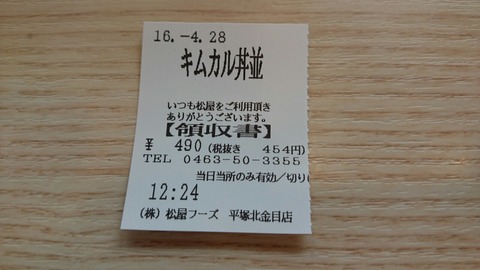 16.-4.28
キムカル丼並
いつも松屋をご利用頂き
ありがとうございます。
【領収書】
¥ 490(税抜き 454円)
TEL 0463-50-3355
当日当所のみ有効/切り
12:24
(株)松屋フーズ 平塚北金目店